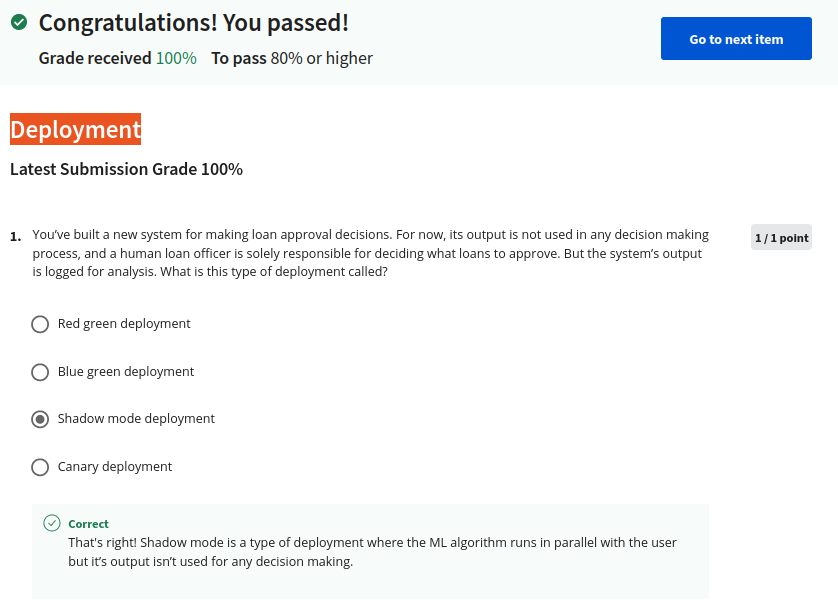 Congratulations! You passed!
Grade received 100% To pass 80% or higher
Go to next item
Deployment
Latest Submission Grade 100%
1. You’ve built a new system for making loan approval decisions. For now, its output is not used in any decision making
process, and a human loan officer is solely responsible for deciding what loans to approve. But the system’s output
is logged for analysis. What is this type of deployment called?
1 / 1 point
Red green deployment
Blue green deployment
Shadow mode deployment
Canary deployment
Correct
That's right! Shadow mode is a type of deployment where the ML algorithm runs in parallel with the user
but it’s output isn’t used for any decision making.